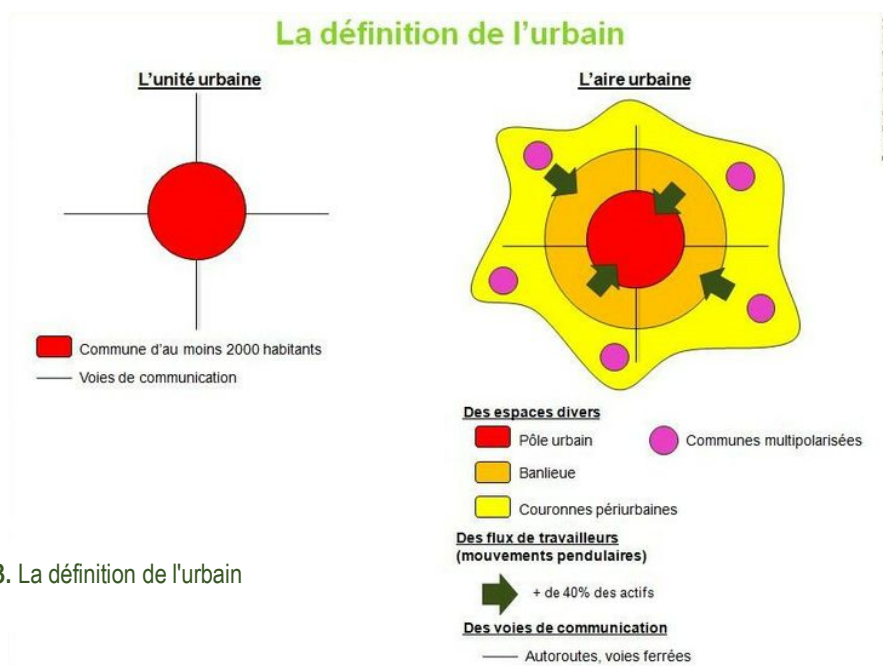 La définition de l'urbain
L'unité urbaine
Commune d'au moins 2000 habitants
Voies de communication
L'aire urbaine
Des espaces divers
Pôle urbain
Communes multipolarisées
Banlieue
Couronnes périurbaines
Des flux de travailleurs
(mouvements pendulaires)
+ de 40% des actifs
Des voies de communication
Autoroutes, voies ferrées
3. La définition de l'urbain